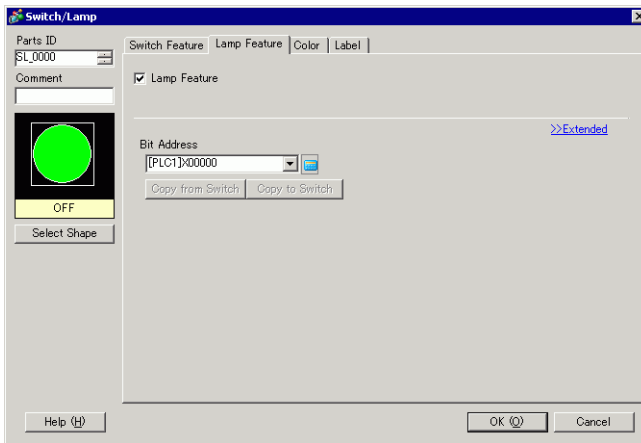 Switch/Lamp
Parts ID
SL_0000
Comment
OFF
Select Shape
Switch Feature Lamp Feature Color Label
Lamp Feature
>>Extended
Bit Address
[PLC1]X00000
Copy from Switch Copy to Switch
Help (H) OK (O) Cancel